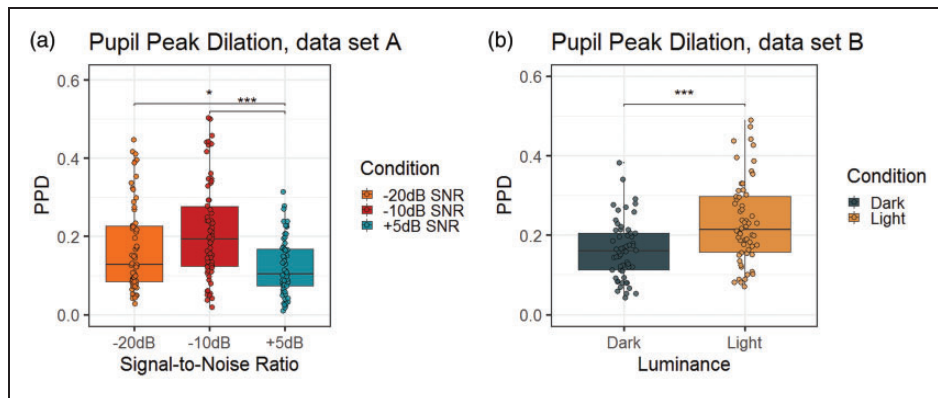 (a) Pupil Peak Dilation, data set A
0.6
0.4
0.2
0.0
PPD
*
***
-20dB -10dB +5dB
Signal-to-Noise Ratio
Condition
-20dB SNR
-10dB SNR
+5dB SNR
(b) Pupil Peak Dilation, data set B
0.6
0.4
0.2
0.0
PPD
***
Dark Light
Luminance
Condition
Dark
Light